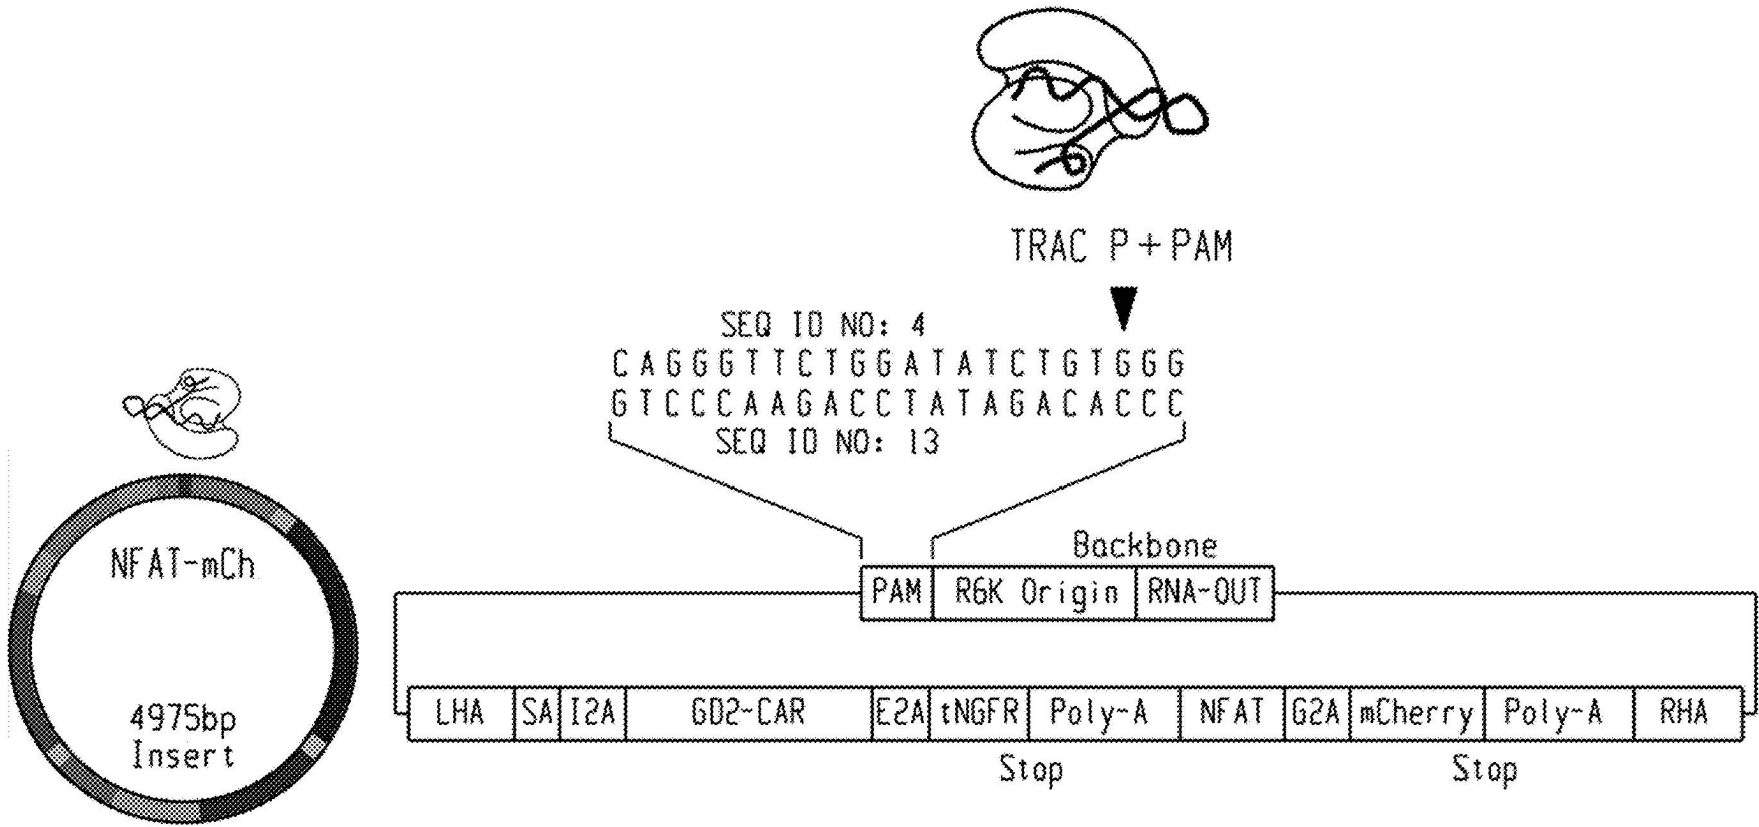 TRAC P+PAM
SEQ ID NO: 4
CAGGGTTCTGGATATCTGTGGG
GTCCCAAGACCTATAGACACCC
SEQ ID NO: 13
NFAT-mCh
4975bp
Insert
Backbone
PAM R6K Origin RNA-OUT
LHA SA I2A GD2-CAR E2A tNGFR Poly-A NFAT G2A mCherry Poly-A RHA
Stop Stop